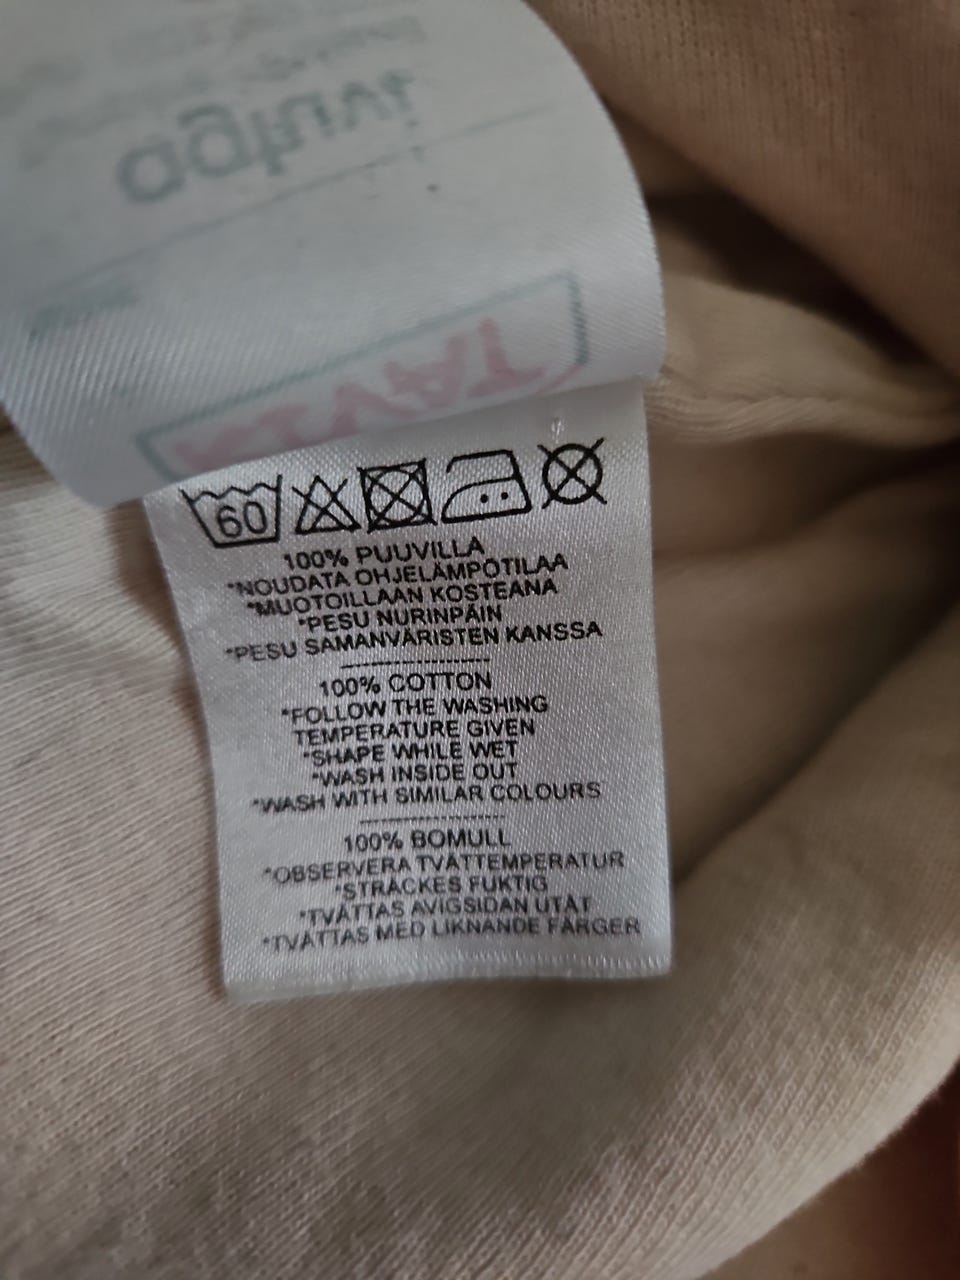 60
100% PUUVILLA
*NOUDATA OHJELÄMPÖTILAA
*MUOTOILLAAN KOSTEANA
*PESU NURINPÄIN
*PESU SAMANVÄRISTEN KANSSA
100% COTTON
*FOLLOW THE WASHING
TEMPERATURE GIVEN
*SHAPE WHILE WET
*WASH INSIDE OUT
*WASH WITH SIMILAR COLOURS
100% BOMULL
*OBSERVERA TVÄTTEMPERATUR
*STRÄCKES FUKTIG
*TVÄTTAS AVIGSIDAN UTÅT
*TVÄTTAS MED LIKNANDE FÄRGER